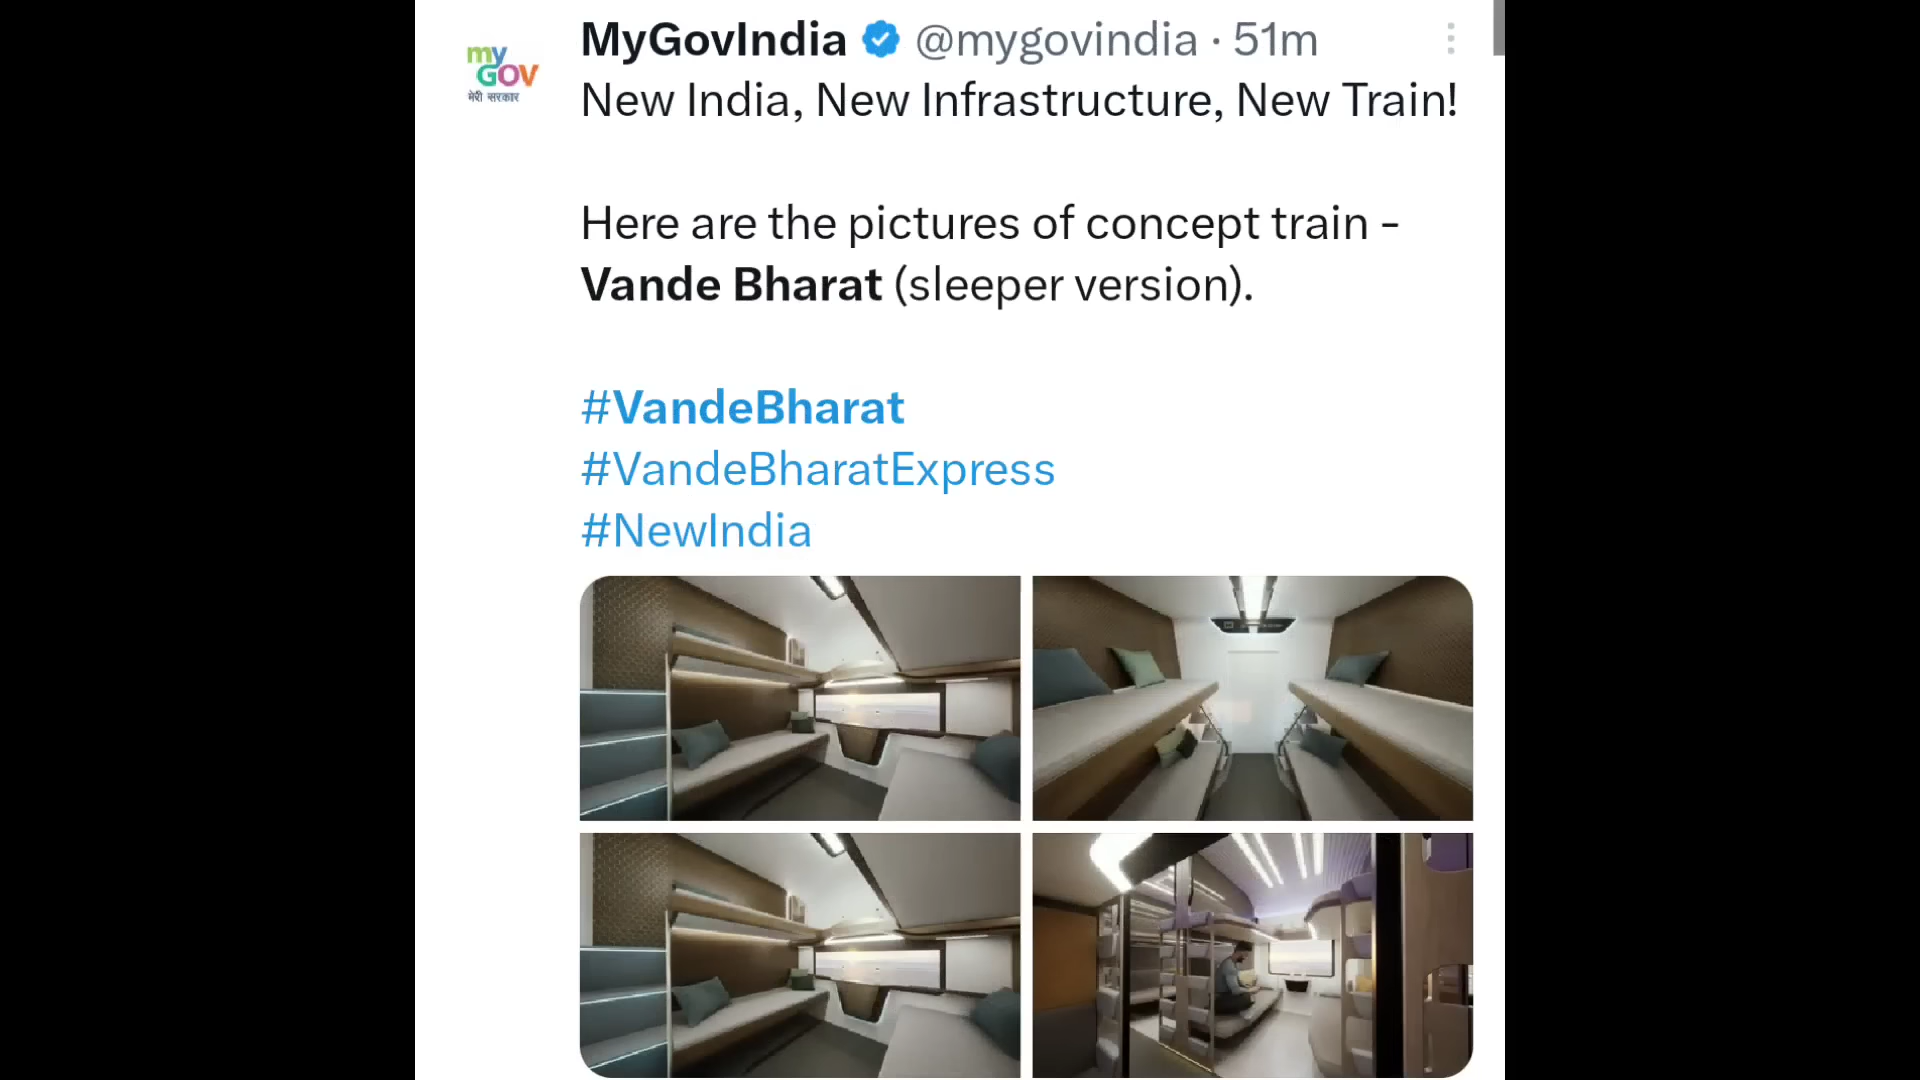 my
GOV
मेरी सरकार
MyGovIndia @mygovindia · 51m
New India, New Infrastructure, New Train!
Here are the pictures of concept train -
Vande Bharat (sleeper version).
#VandeBharat
#VandeBharatExpress
#NewIndia